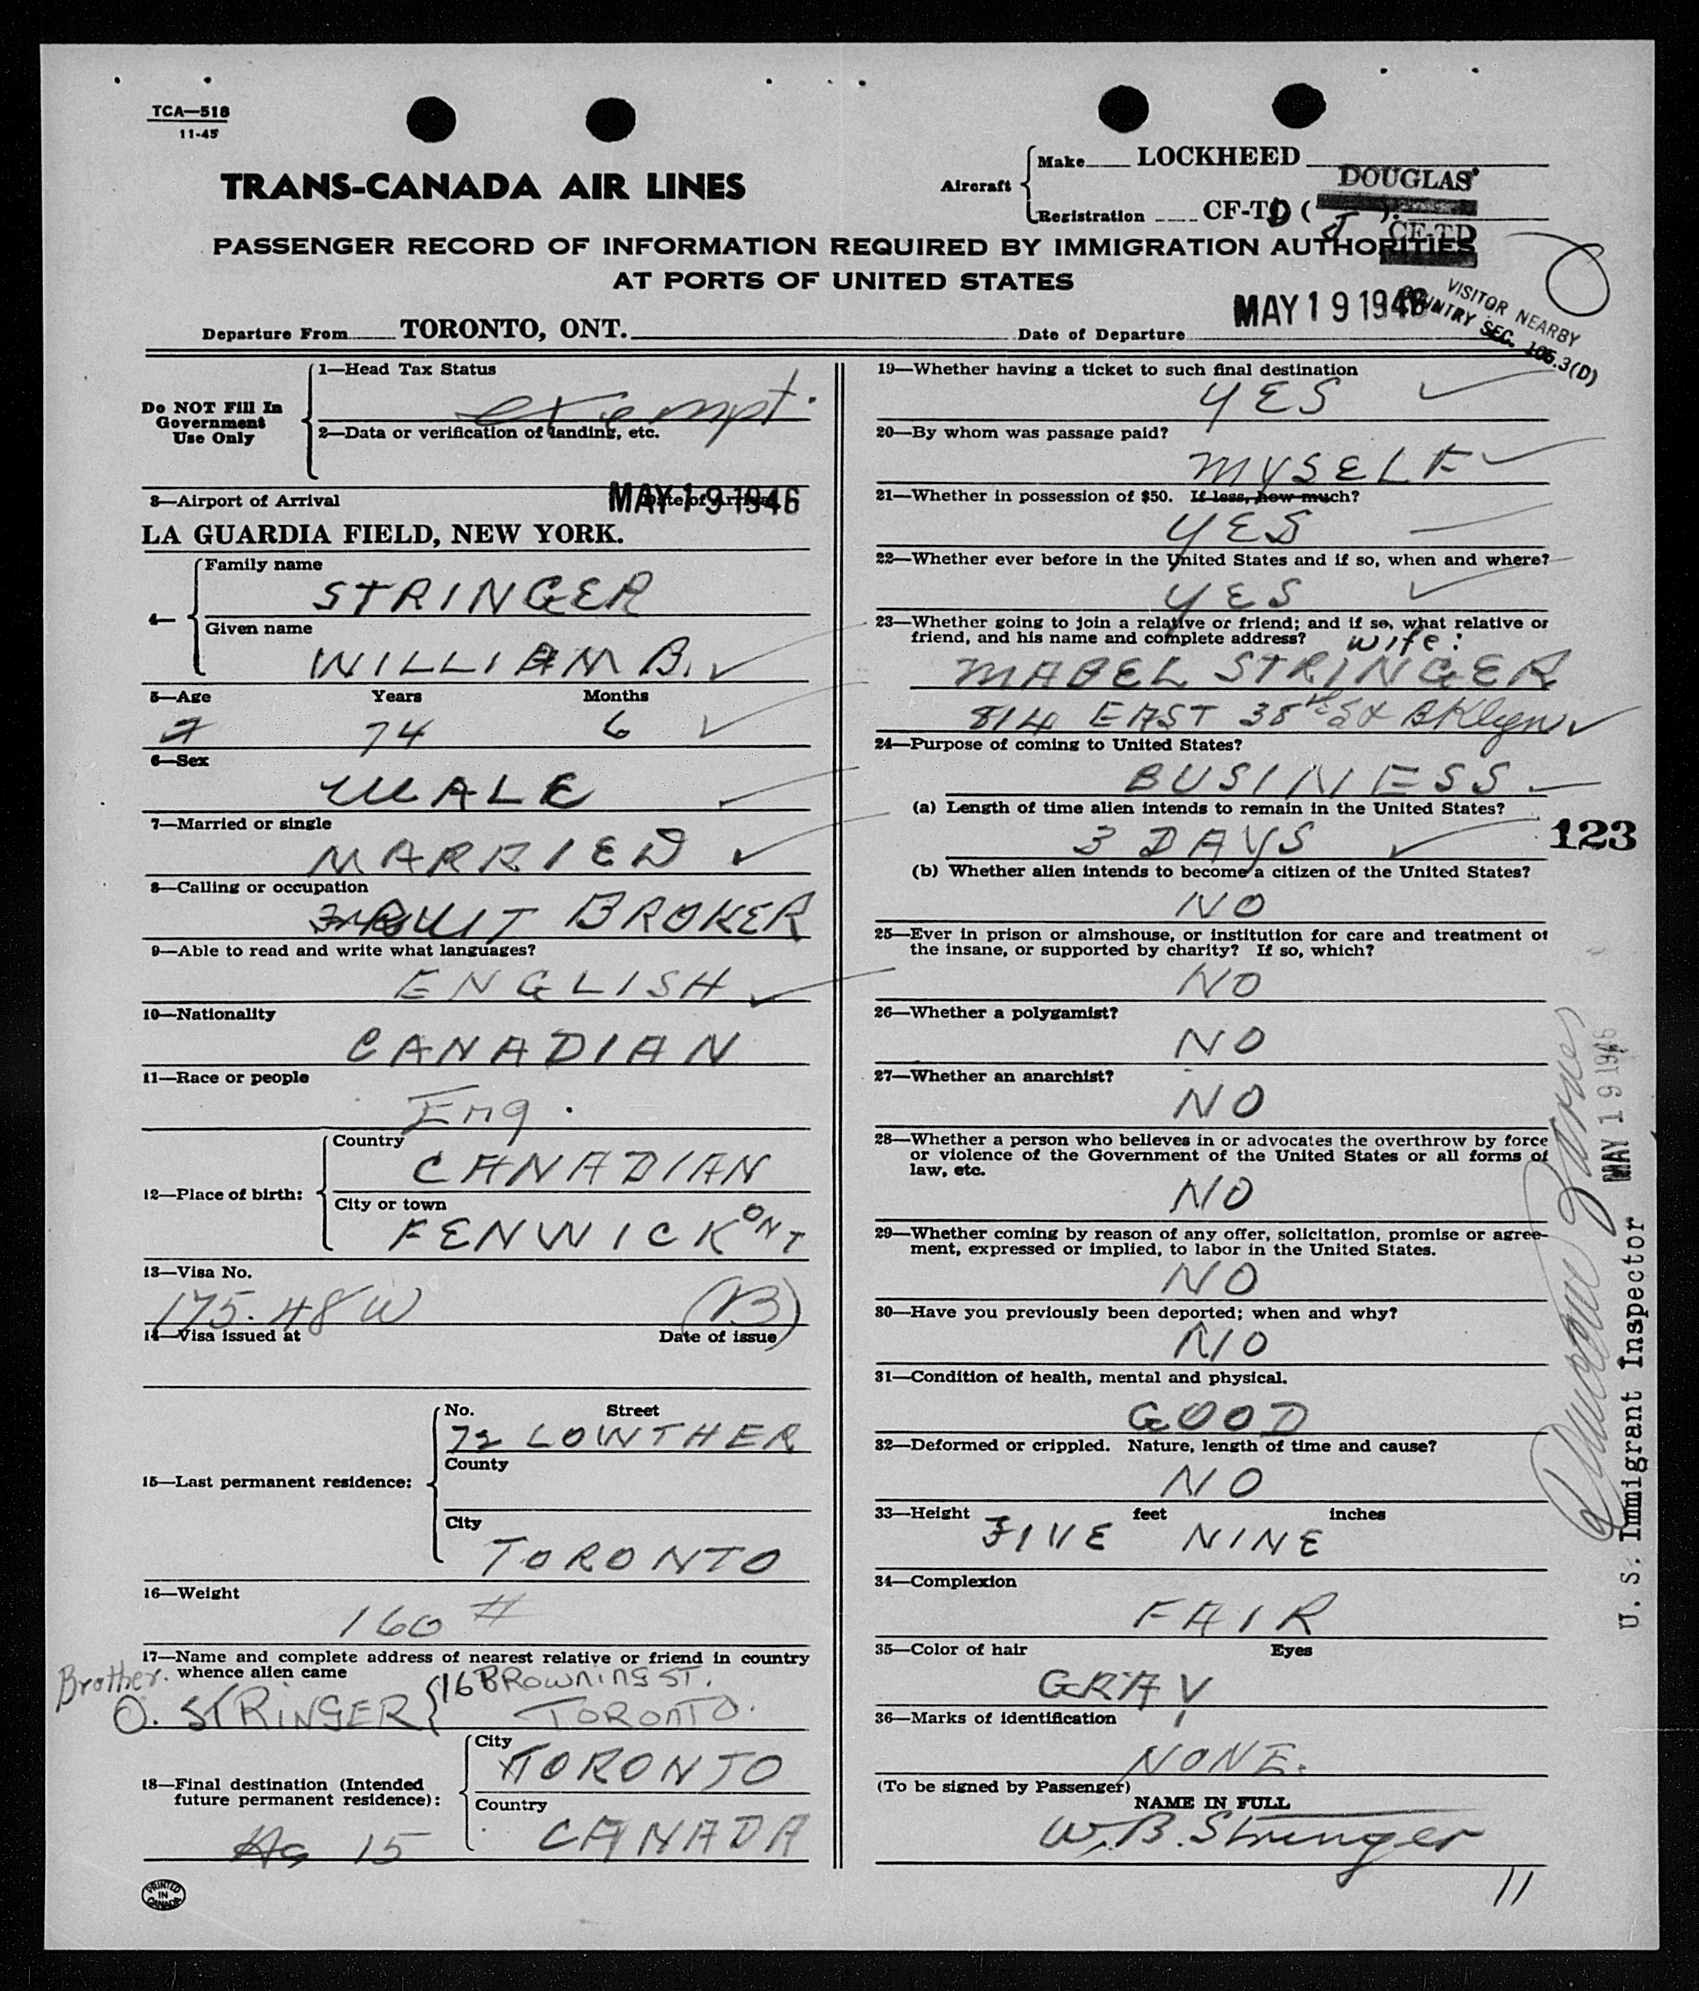 TCA—518
11-45
TRANS-CANADA AIR LINES
Aircraft
Make LOCKHEED
DOUGLAS
Registration CF-TD ( J ).
CF-TD
PASSENGER RECORD OF INFORMATION REQUIRED BY IMMIGRATION AUTHORITIES
AT PORTS OF UNITED STATES
VISITOR NEARBY
COUNTRY SEC. 165.3(D)
Departure From TORONTO, ONT.
Date of Departure MAY 19 1946
Do NOT Fill In
Government
Use Only
1—Head Tax Status
exempt.
2—Data or verification of landing, etc.
3—Airport of Arrival Date of Arrival
MAY 19 1946
LA GUARDIA FIELD, NEW YORK.
4—
Family name
STRINGER
Given name
WILLIAM B.
5—Age Years Months
74 6
6—Sex
MALE
7—Married or single
MARRIED
8—Calling or occupation
FRUIT BROKER
9—Able to read and write what languages?
ENGLISH
10—Nationality
CANADIAN
11—Race or people
Eng.
12—Place of birth:
Country
CANADIAN
City or town
FENWICK ONT
13—Visa No.
175.48W (B)
14—Visa issued at Date of issue
15—Last permanent residence:
No. Street
72 LOWTHER
County
City
TORONTO
16—Weight
160 #
17—Name and complete address of nearest relative or friend in country
whence alien came
Brother.
O. STRINGER { 16 BROWNING ST.
TORONTO.
18—Final destination (Intended
future permanent residence):
City
TORONTO
Country
CANADA
As 15
PRINTED
IN
CANADA
19—Whether having a ticket to such final destination
YES
20—By whom was passage paid?
MYSELF
21—Whether in possession of $50. If less, how much?
YES
22—Whether ever before in the United States and if so, when and where?
YES
23—Whether going to join a relative or friend; and if so, what relative or
friend, and his name and complete address?
wife:
MABEL STRINGER
814 EAST 38th St BKlyn
24—Purpose of coming to United States?
BUSINESS
(a) Length of time alien intends to remain in the United States?
3 DAYS
123
(b) Whether alien intends to become a citizen of the United States?
NO
25—Ever in prison or almshouse, or institution for care and treatment of
the insane, or supported by charity? If so, which?
NO
26—Whether a polygamist?
NO
27—Whether an anarchist?
NO
28—Whether a person who believes in or advocates the overthrow by force
or violence of the Government of the United States or all forms of
law, etc.
NO
29—Whether coming by reason of any offer, solicitation, promise or agree-
ment, expressed or implied, to labor in the United States.
NO
30—Have you previously been deported; when and why?
NO
31—Condition of health, mental and physical.
GOOD
32—Deformed or crippled. Nature, length of time and cause?
NO
33—Height feet inches
FIVE NINE
34—Complexion
FAIR
35—Color of hair Eyes
GRAY
36—Marks of identification
NONE.
(To be signed by Passenger)
NAME IN FULL
W. B. Stringer
11
MAY 19 1946
U. S. Immigrant Inspector